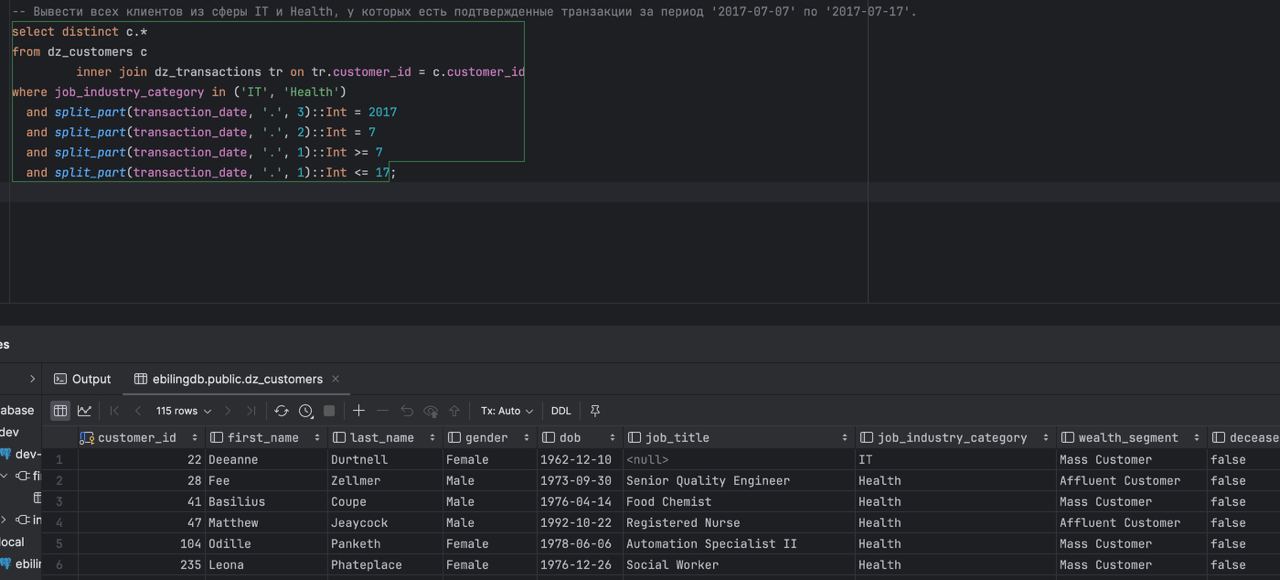 -- Вывести всех клиентов из сферы IT и Health, у которых есть подтвержденные транзакции за период '2017-07-07' по '2017-07-17'.
select distinct c.*
from dz_customers c
inner join dz_transactions tr on tr.customer_id = c.customer_id
where job_industry_category in ('IT', 'Health')
and split_part(transaction_date, '.', 3)::Int = 2017
and split_part(transaction_date, '.', 2)::Int = 7
and split_part(transaction_date, '.', 1)::Int >= 7
and split_part(transaction_date, '.', 1)::Int <= 17;
es
Output ebilingdb.public.dz_customers
abase 115 rows Tx: Auto DDL
dev customer_id first_name last_name gender dob job_title job_industry_category wealth_segment decease
dev- 1 22 Deeanne Durtnell Female 1962-12-10 <null> IT Mass Customer false
fi 2 28 Fee Zellmer Male 1973-09-30 Senior Quality Engineer Health Affluent Customer false
3 41 Basilius Coupe Male 1976-04-14 Food Chemist Health Mass Customer false
in 4 47 Matthew Jeaycock Male 1992-10-22 Registered Nurse Health Affluent Customer false
ocal 5 104 Odille Panketh Female 1978-06-06 Automation Specialist II Health Mass Customer false
ebilin 6 235 Leona Phateplace Female 1976-12-26 Social Worker Health Mass Customer false